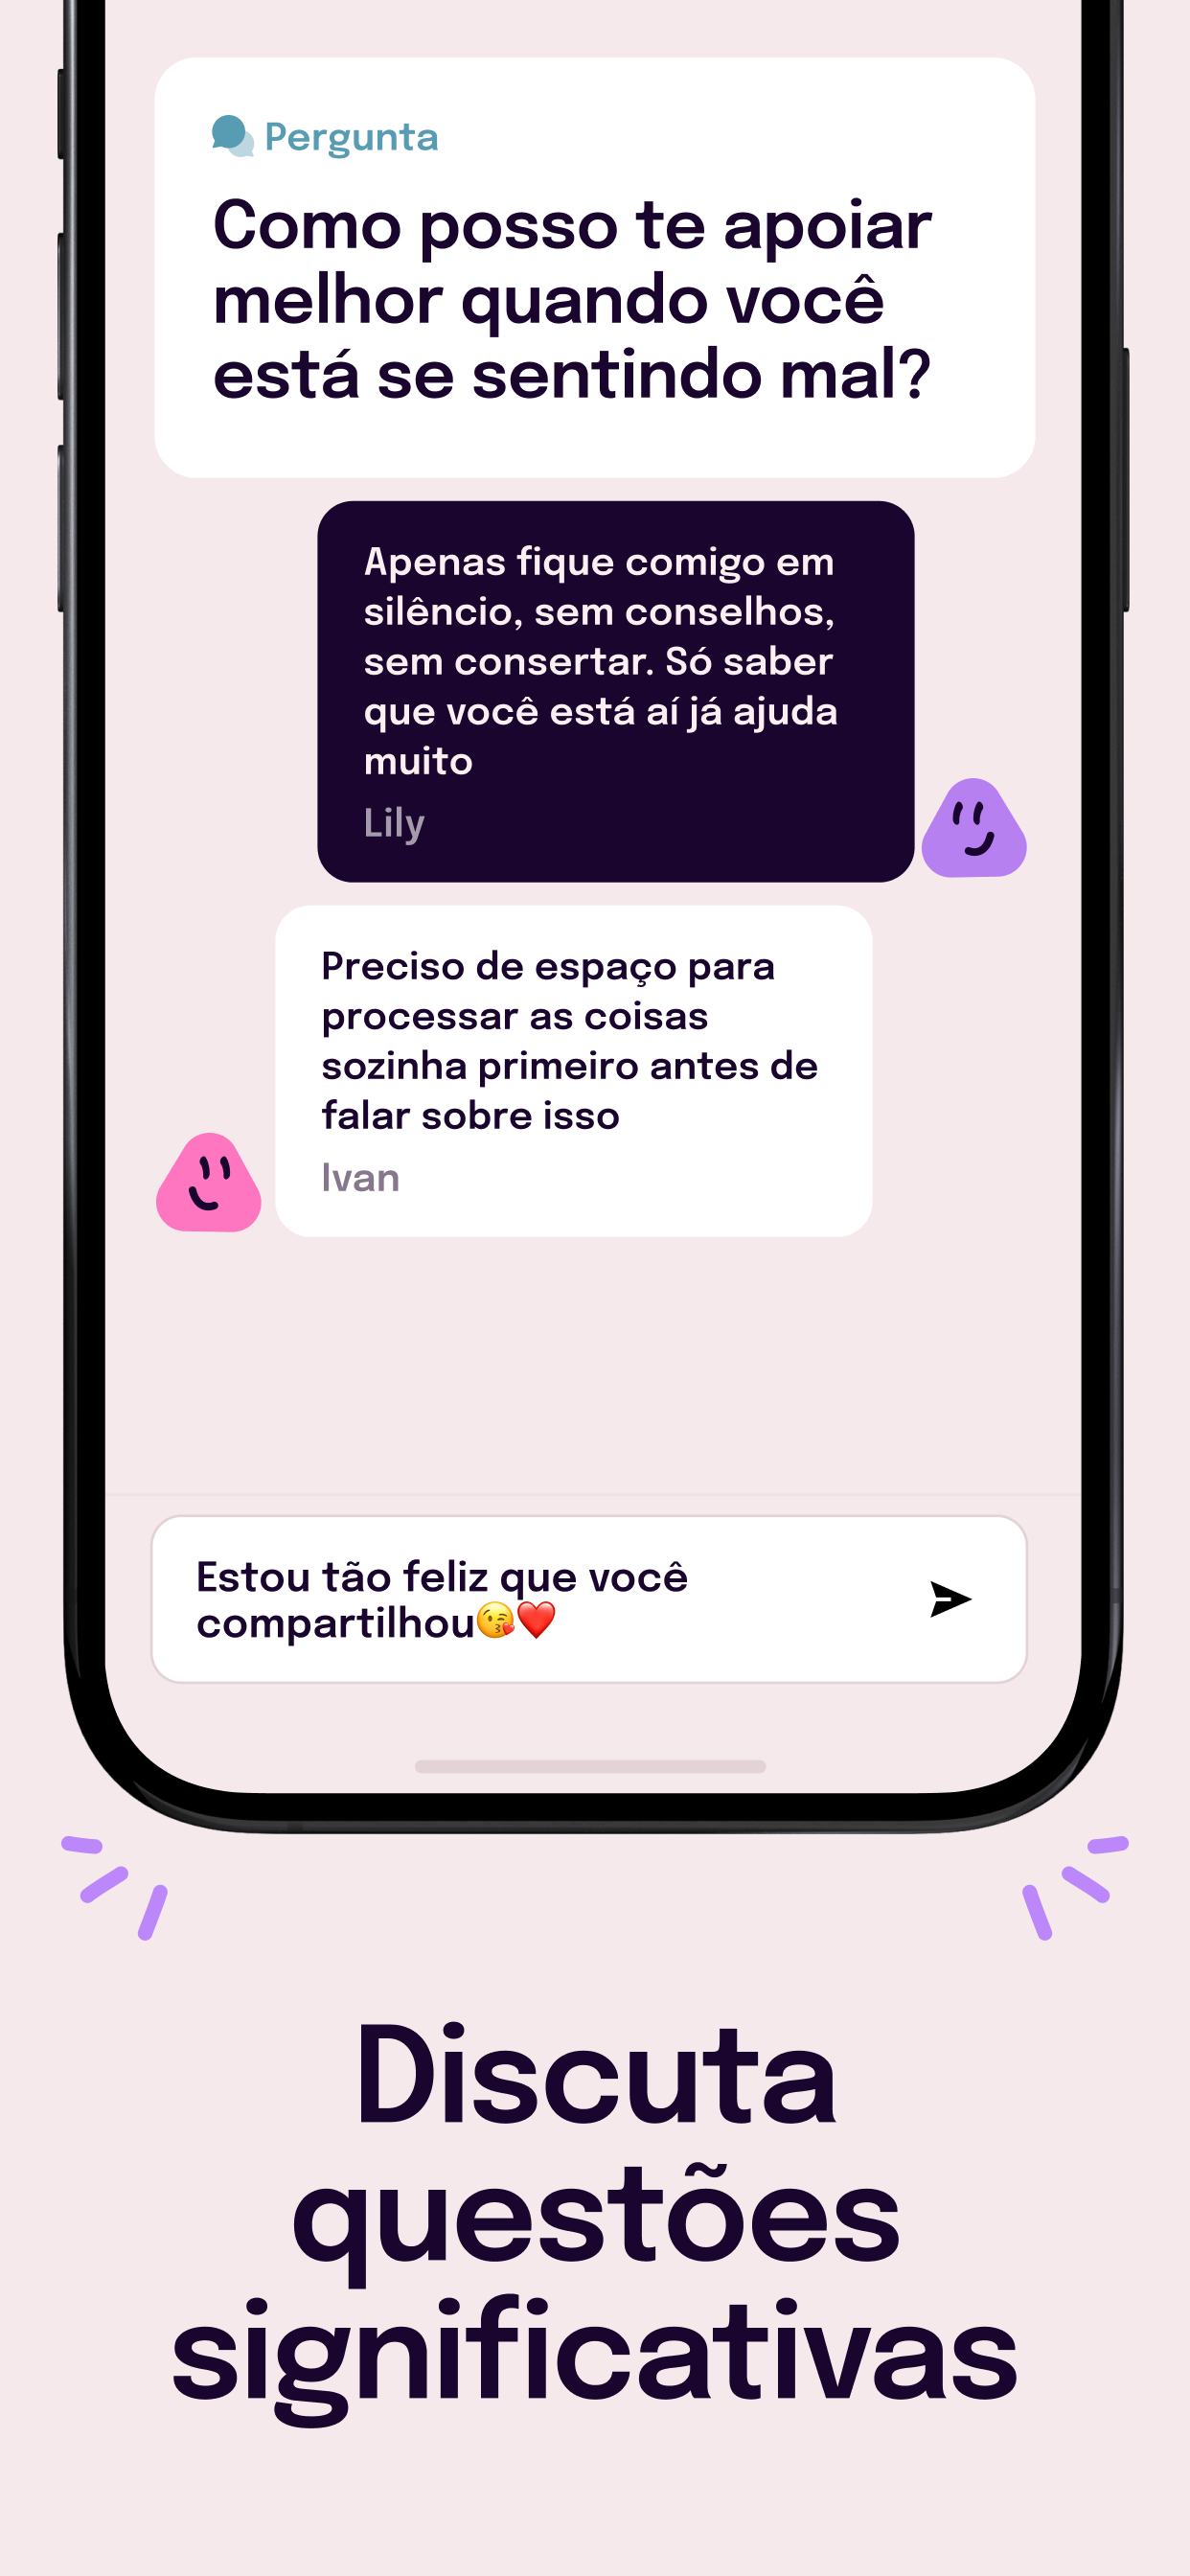 Pergunta
Como posso te apoiar
melhor quando você
está se sentindo mal?
Apenas fique comigo em
silêncio, sem conselhos,
sem consertar. Só saber
que você está aí já ajuda
muito
Lily
Preciso de espaço para
processar as coisas
sozinha primeiro antes de
falar sobre isso
Ivan
Estou tão feliz que você
compartilhou😘❤️
Discuta
questões
significativas